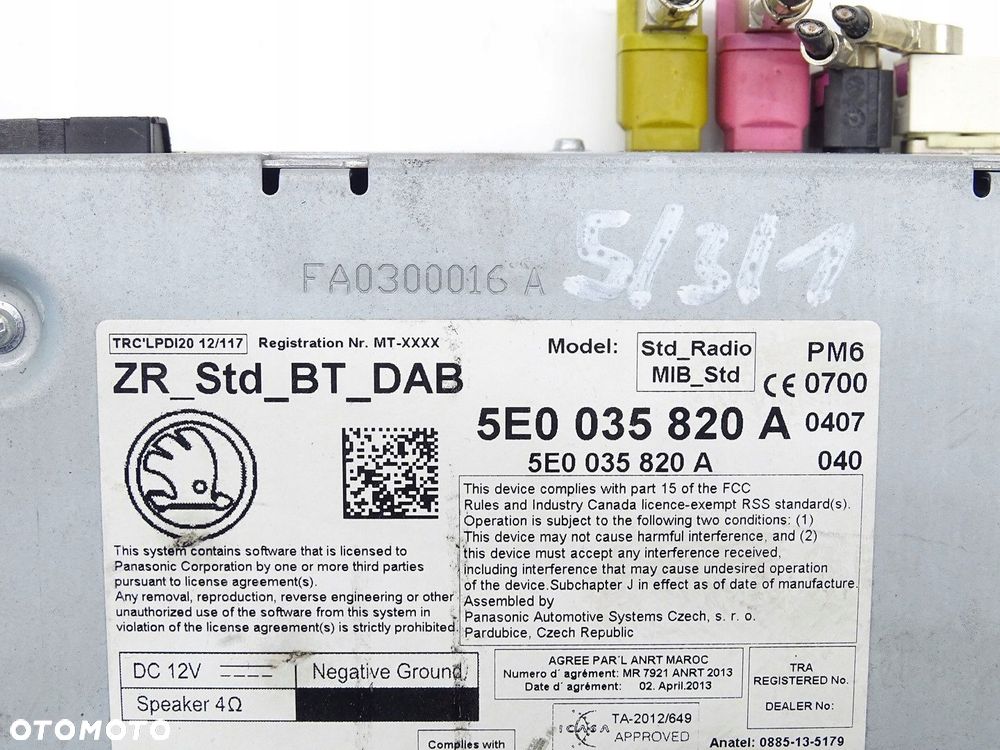 5/3/1
FA0300016 A
TRC'LPDI20 12/117
Registration Nr. MT-XXXX
ZR_Std_BT_DAB
Model:
Std_Radio
MIB_Std
PM6
CE 0700
5E0 035 820 A 0407
5E0 035 820 A 040
This system contains software that is licensed to
Panasonic Corporation by one or more third parties
pursuant to license agreement(s).
Any removal, reproduction, reverse engineering or other
unauthorized use of the software from this system in
violation of the license agreement(s) is strictly prohibited.
This device complies with part 15 of the FCC
Rules and Industry Canada licence-exempt RSS standard(s).
Operation is subject to the following two conditions: (1)
This device may not cause harmful interference, and (2)
this device must accept any interference received,
including interference that may cause undesired operation
of the device.Subchapter J in effect as of date of manufacture.
Assembled by
Panasonic Automotive Systems Czech, s. r. o.
Pardubice, Czech Republic
DC 12V
Negative Ground
Speaker 4Ω
AGREE PAR'L ANRT MAROC
Numero d´ agrément: MR 7921 ANRT 2013
Date d´ agrément: 02. April.2013
TRA
REGISTERED No.
DEALER No:
ICASA
TA-2012/649
APPROVED
Complies with
Anatel: 0885-13-5179
OTOMOTO